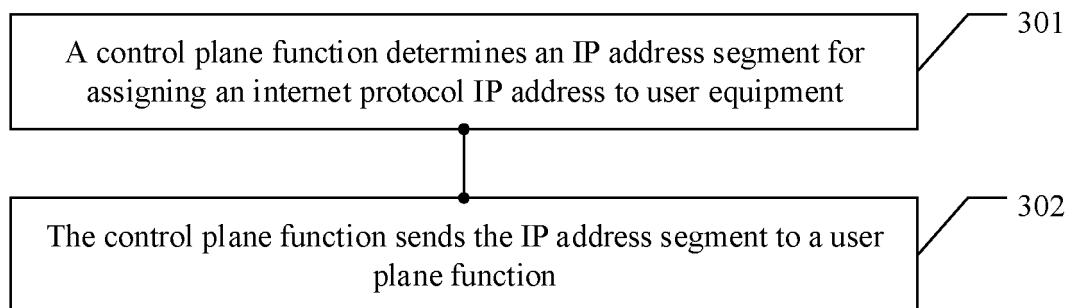 A control plane function determines an IP address segment for
assigning an internet protocol IP address to user equipment
301
The control plane function sends the IP address segment to a user
plane function
302